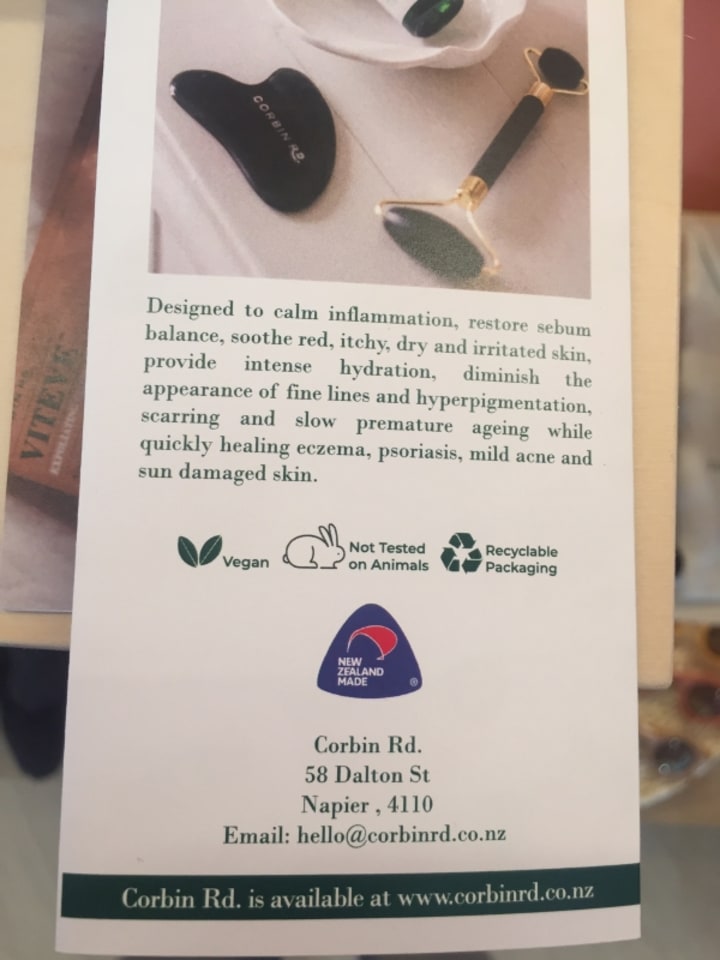 CORBIN RD.
VITEVE
Designed to calm inflammation, restore sebum
balance, soothe red, itchy, dry and irritated skin,
provide intense hydration, diminish the
appearance of fine lines and hyperpigmentation,
scarring and slow premature ageing while
quickly healing eczema, psoriasis, mild acne and
sun damaged skin.
Vegan
Not Tested
on Animals
Recyclable
Packaging
NEW
ZEALAND
MADE
®
Corbin Rd.
58 Dalton St
Napier , 4110
Email: hello@corbinrd.co.nz
Corbin Rd. is available at www.corbinrd.co.nz